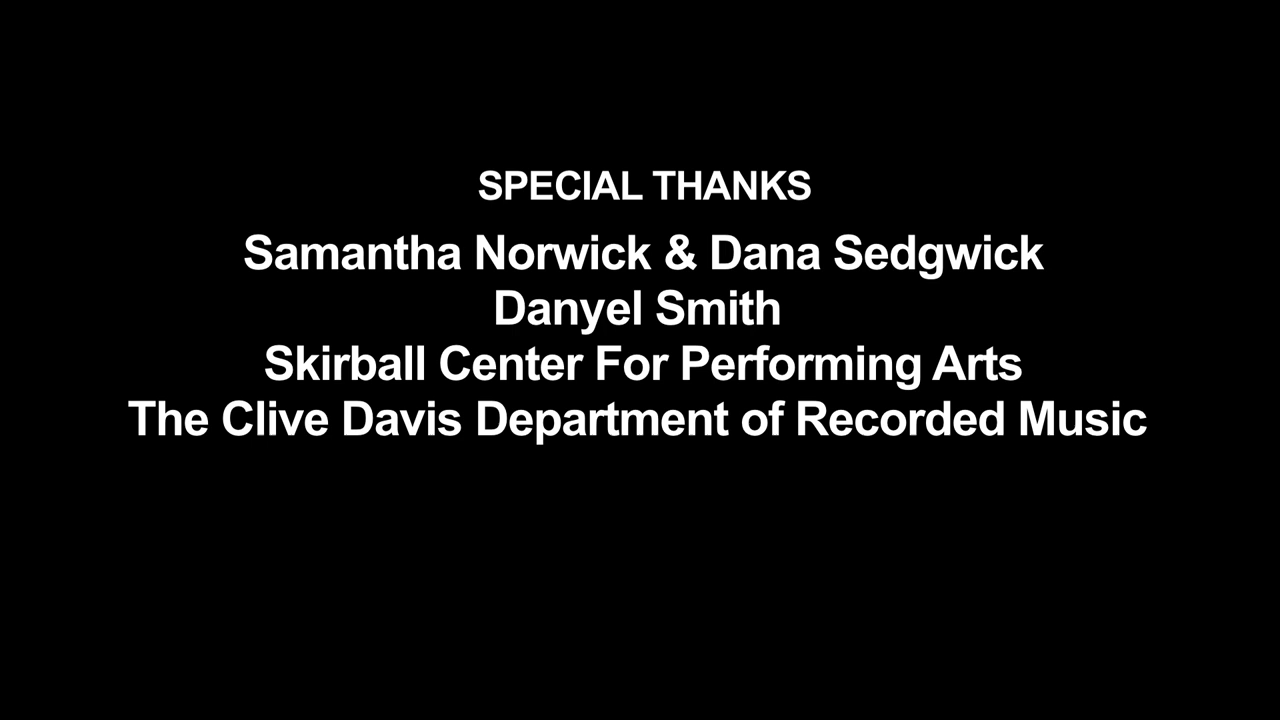 SPECIAL THANKS
Samantha Norwick & Dana Sedgwick
Danyel Smith
Skirball Center For Performing Arts
The Clive Davis Department of Recorded Music